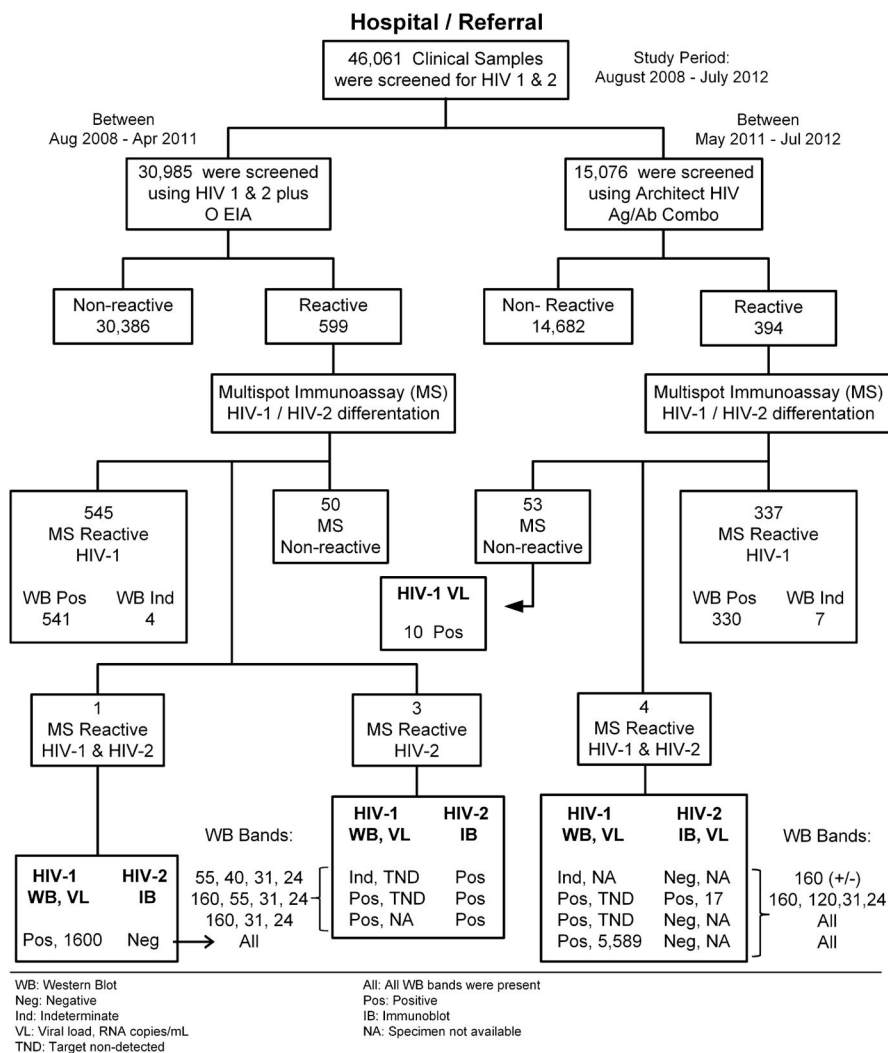 Hospital / Referral
46,061 Clinical Samples
were screened for HIV 1 & 2
Study Period:
August 2008 - July 2012
Between
Aug 2008 - Apr 2011
Between
May 2011 - Jul 2012
30,985 were screened
using HIV 1 & 2 plus
O EIA
15,076 were screened
using Architect HIV
Ag/Ab Combo
Non-reactive
30,386
Reactive
599
Non- Reactive
14,682
Reactive
394
Multispot Immunoassay (MS)
HIV-1 / HIV-2 differentation
Multispot Immunoassay (MS)
HIV-1 / HIV-2 differentation
545
MS Reactive
HIV-1
WB Pos WB Ind
541 4
50
MS
Non-reactive
53
MS
Non-reactive
337
MS Reactive
HIV-1
WB Pos WB Ind
330 7
HIV-1 VL
10 Pos
1
MS Reactive
HIV-1 & HIV-2
3
MS Reactive
HIV-2
4
MS Reactive
HIV-1 & HIV-2
HIV-1 HIV-2
WB, VL IB
Pos, 1600 Neg
WB Bands:
55, 40, 31, 24
160, 55, 31, 24
160, 31, 24
All
HIV-1 HIV-2
WB, VL IB
Ind, TND Pos
Pos, TND Pos
Pos, NA Pos
HIV-1 HIV-2
WB, VL IB, VL
Ind, NA Neg, NA
Pos, TND Pos, 17
Pos, TND Neg, NA
Pos, 5,589 Neg, NA
WB Bands:
160 (+/-)
160, 120,31,24
All
All
WB: Western Blot
Neg: Negative
Ind: Indeterminate
VL: Viral load, RNA copies/mL
TND: Target non-detected
All: All WB bands were present
Pos: Positive
IB: Immunoblot
NA: Specimen not available